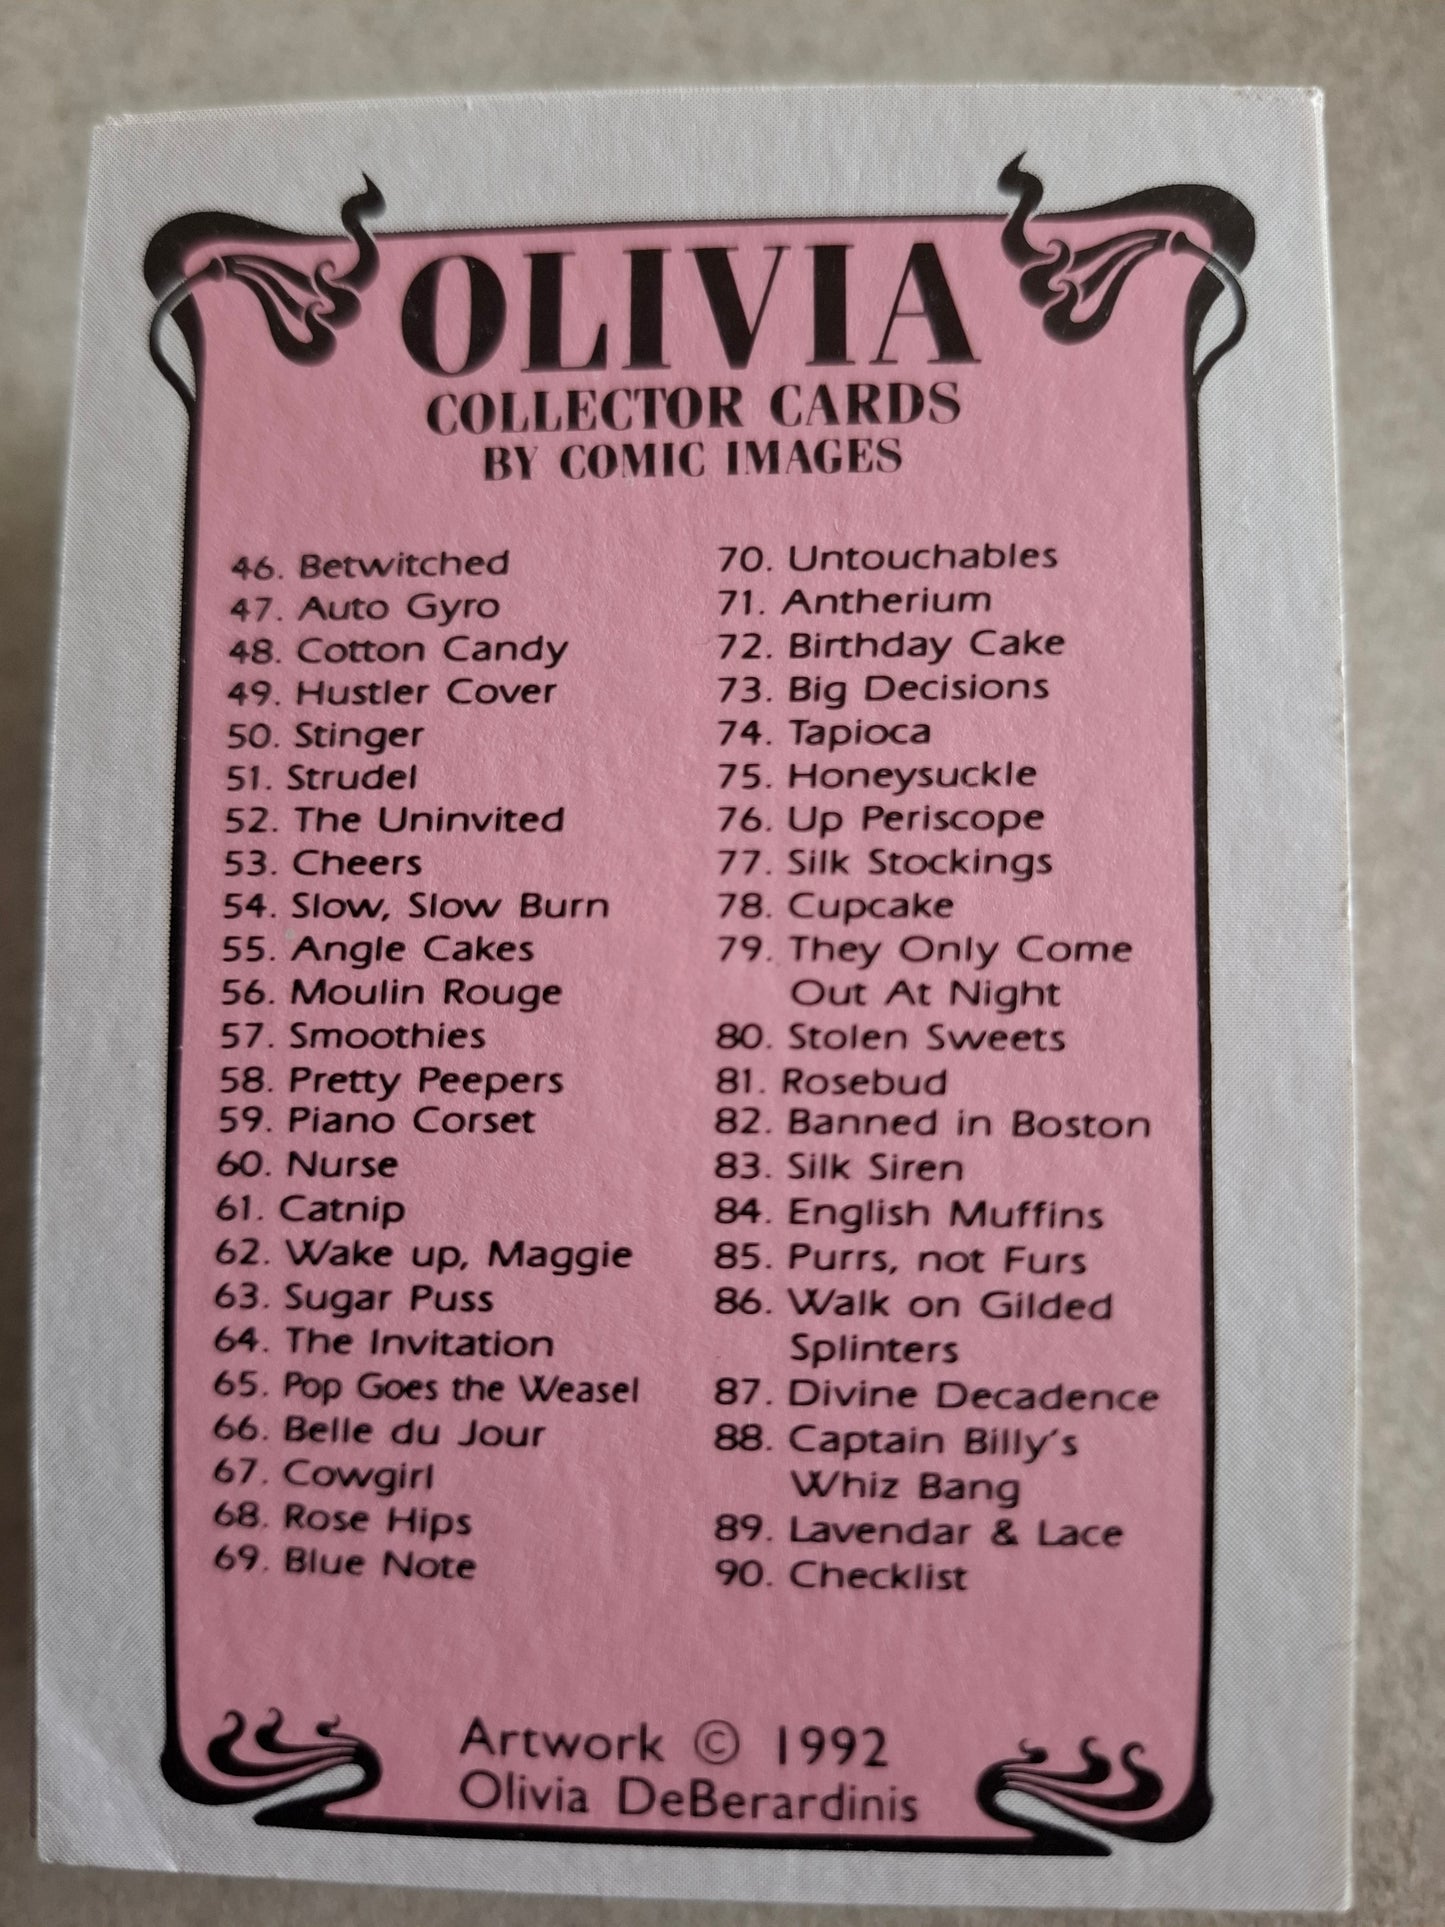 OLIVIA
COLLECTOR CARDS
BY COMIC IMAGES
46. Betwitched
47. Auto Gyro
48. Cotton Candy
49. Hustler Cover
50. Stinger
51. Strudel
52. The Uninvited
53. Cheers
54. Slow, Slow Burn
55. Angle Cakes
56. Moulin Rouge
57. Smoothies
58. Pretty Peepers
59. Piano Corset
60. Nurse
61. Catnip
62. Wake up, Maggie
63. Sugar Puss
64. The Invitation
65. Pop Goes the Weasel
66. Belle du Jour
67. Cowgirl
68. Rose Hips
69. Blue Note
70. Untouchables
71. Antherium
72. Birthday Cake
73. Big Decisions
74. Tapioca
75. Honeysuckle
76. Up Periscope
77. Silk Stockings
78. Cupcake
79. They Only Come
Out At Night
80. Stolen Sweets
81. Rosebud
82. Banned in Boston
83. Silk Siren
84. English Muffins
85. Purrs, not Furs
86. Walk on Gilded
Splinters
87. Divine Decadence
88. Captain Billy's
Whiz Bang
89. Lavendar & Lace
90. Checklist
Artwork © 1992
Olivia DeBerardinis